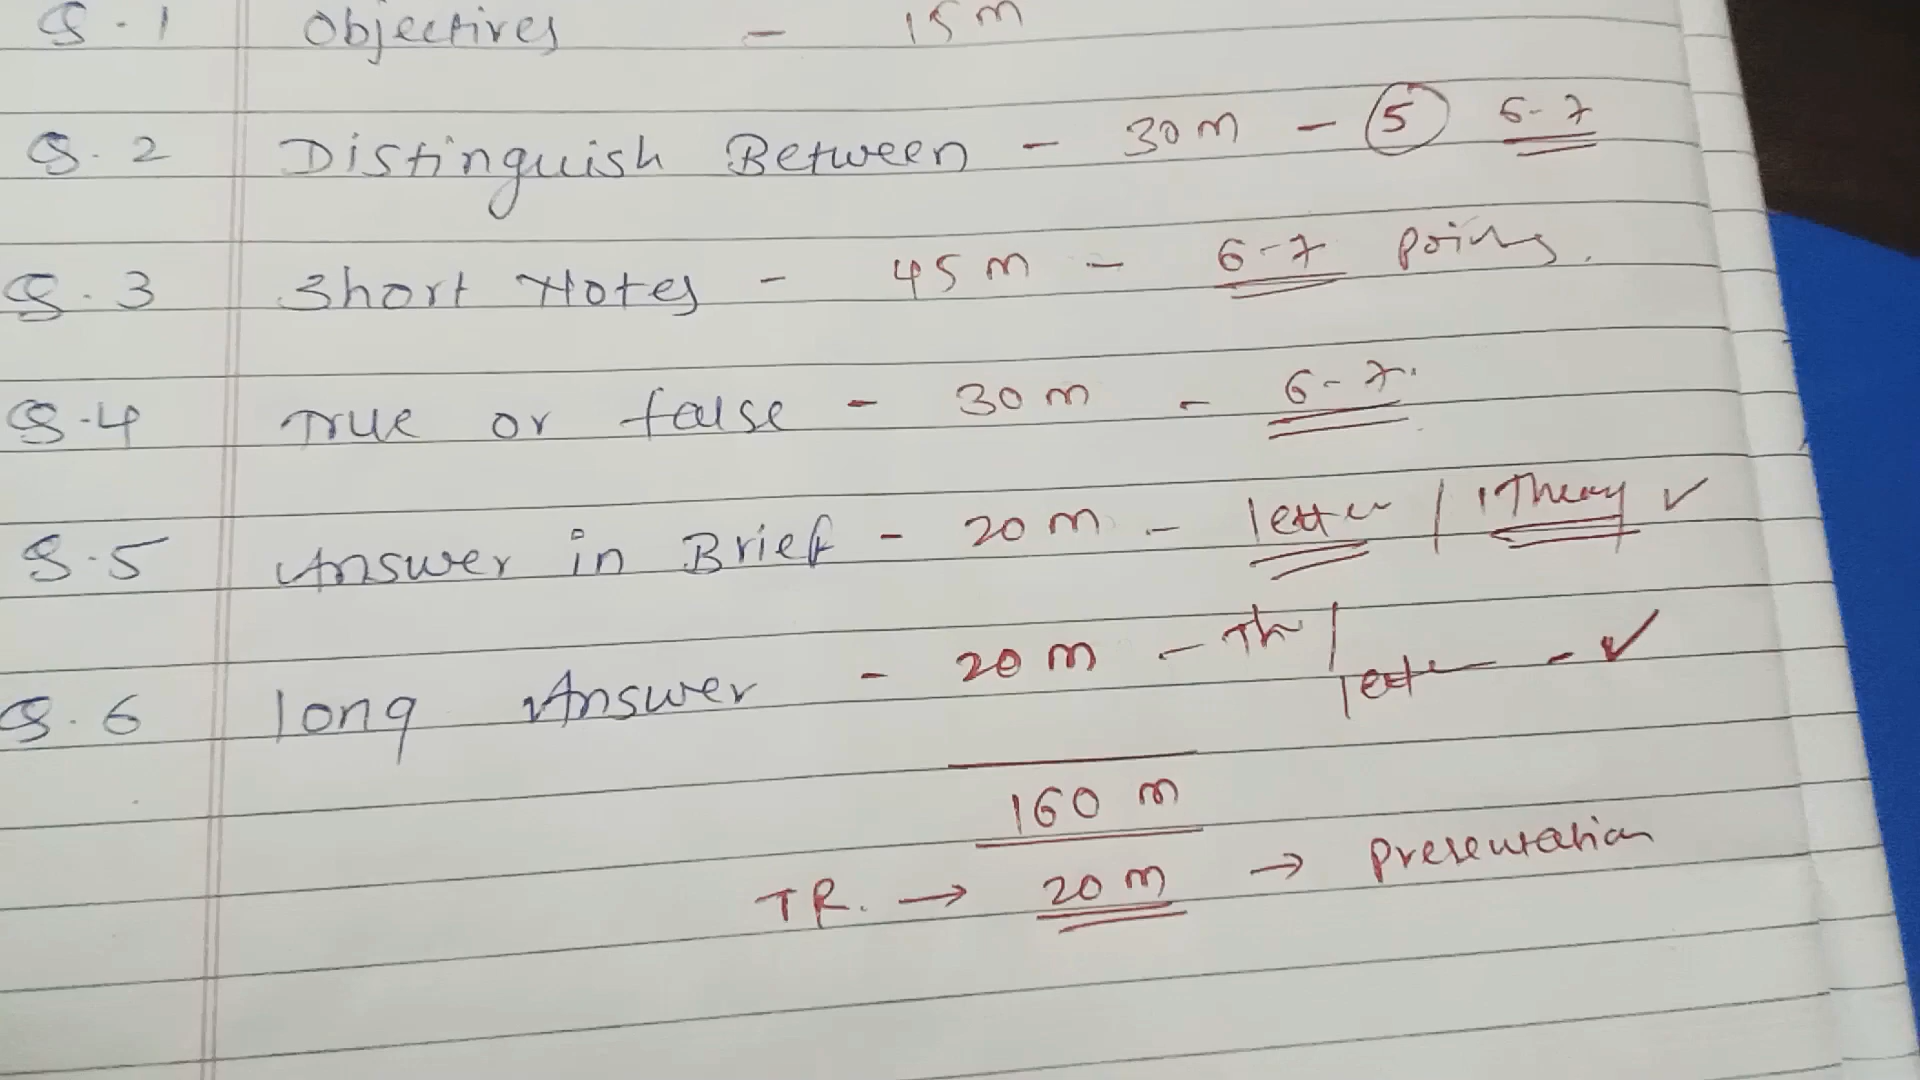 Q.1 Objectives - 15 m
Q.2 Distinguish Between - 30 m - 5 6-7
Q.3 Short Notes - 45 m - 6-7 points.
Q.4 True or false - 30 m - 6-7.
Q.5 Answer in Brief - 20 m - letter / 1 Theory ✓
Q.6 long Answer - 20 m - Th / letter - ✓
160 m
T R. → 20 m → Presentation